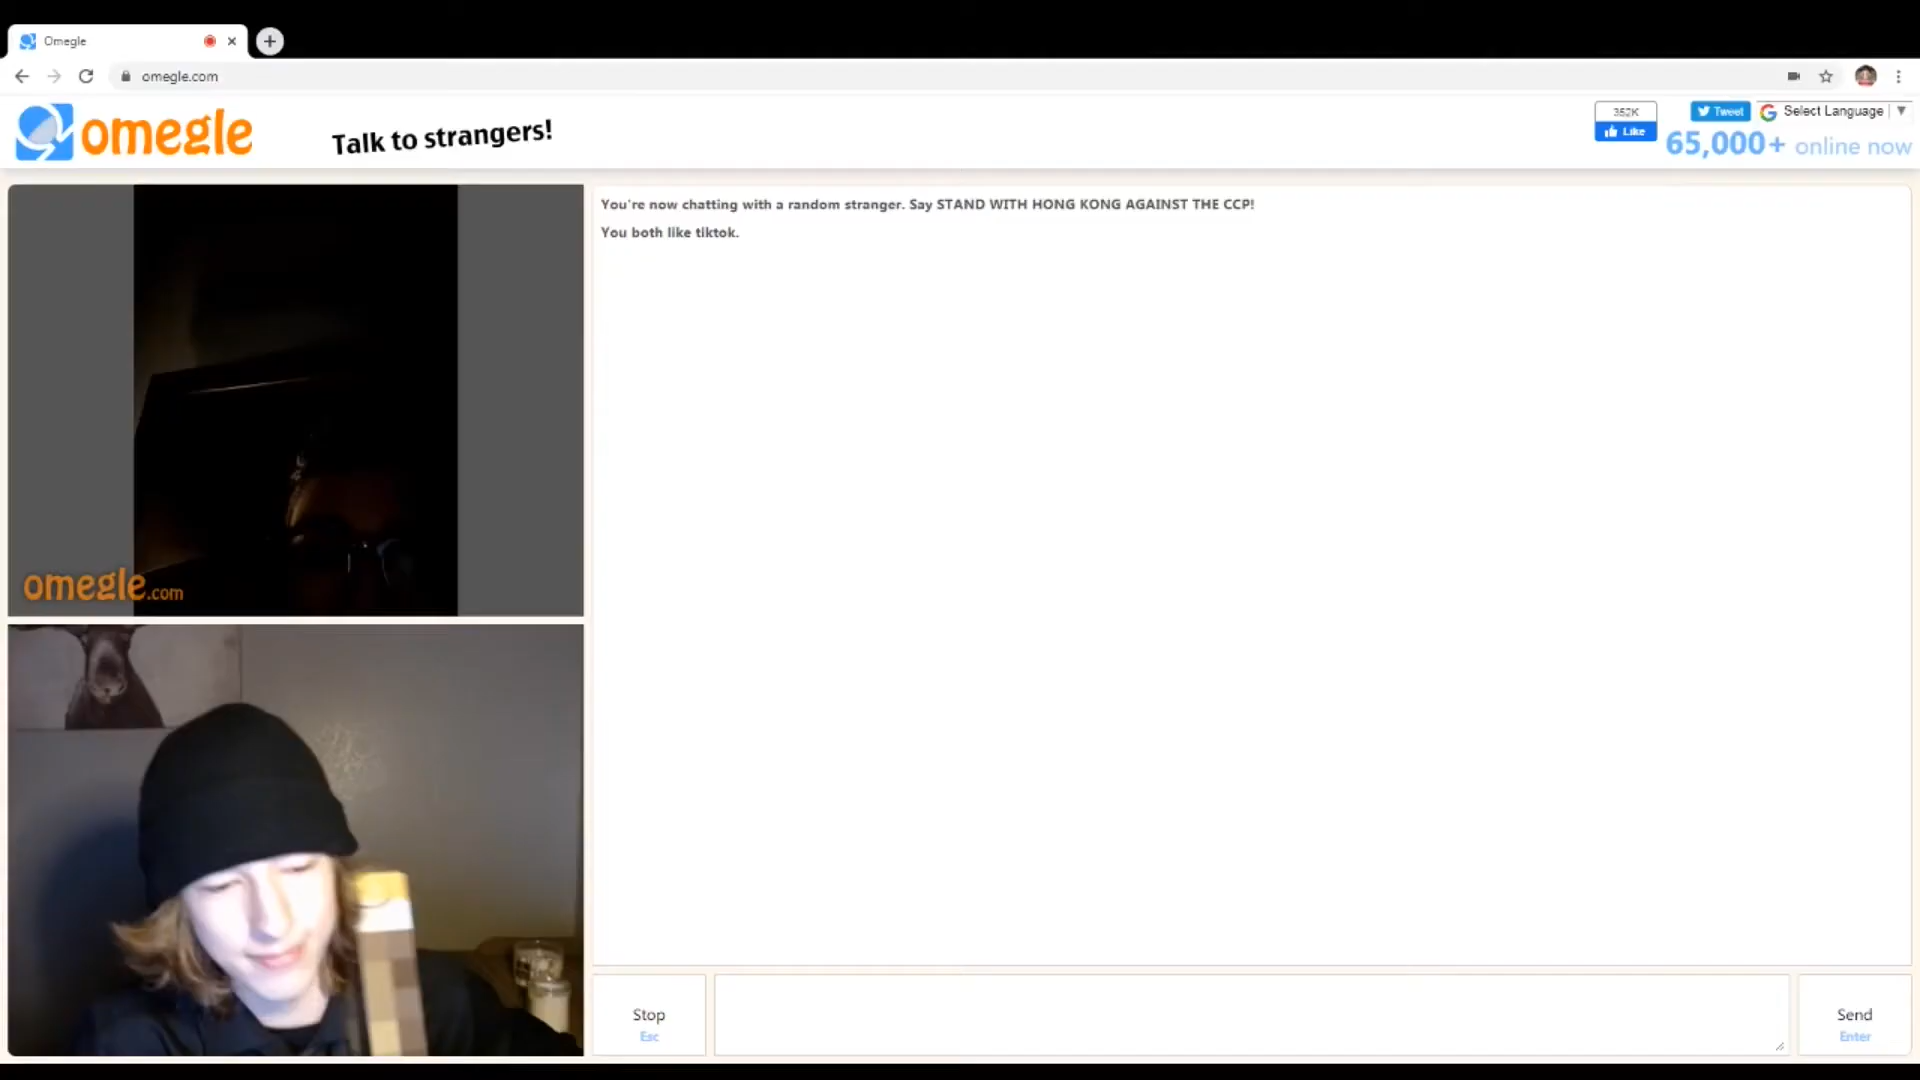 Omegle
omegle.com
omegle
Talk to strangers!
352K
Like
Tweet
Select Language
65,000+ online now
You're now chatting with a random stranger. Say STAND WITH HONG KONG AGAINST THE CCP!
You both like tiktok.
omegle.com
Stop
Esc
Send
Enter